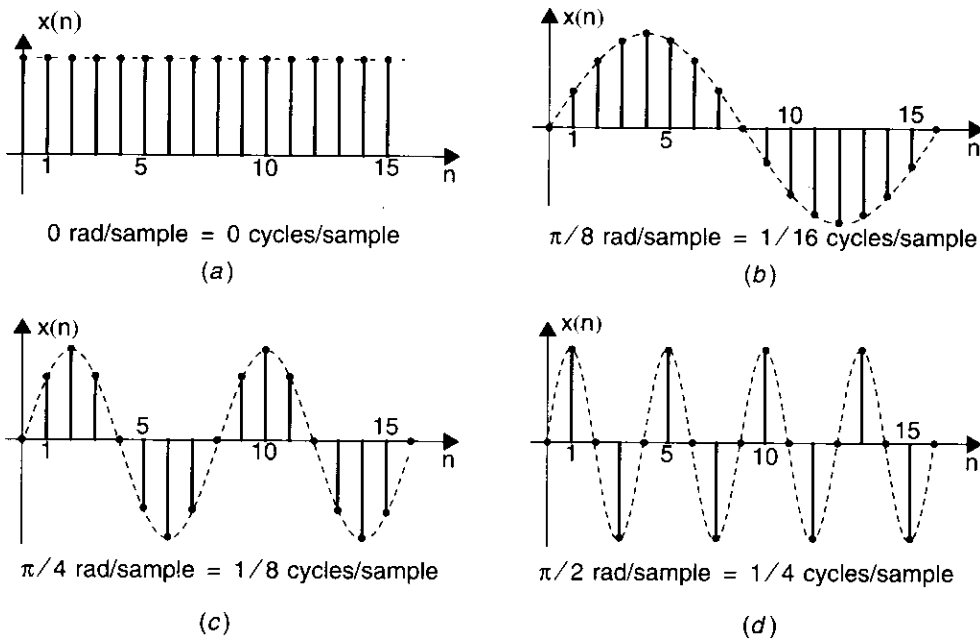 x(n)
1
5
10
15
n
0 rad/sample = 0 cycles/sample
(a)
x(n)
10
15
1
5
n
π/8 rad/sample = 1/16 cycles/sample
(b)
x(n)
5
15
1
10
n
π/4 rad/sample = 1/8 cycles/sample
(c)
x(n)
15
1
5
10
n
π/2 rad/sample = 1/4 cycles/sample
(d)